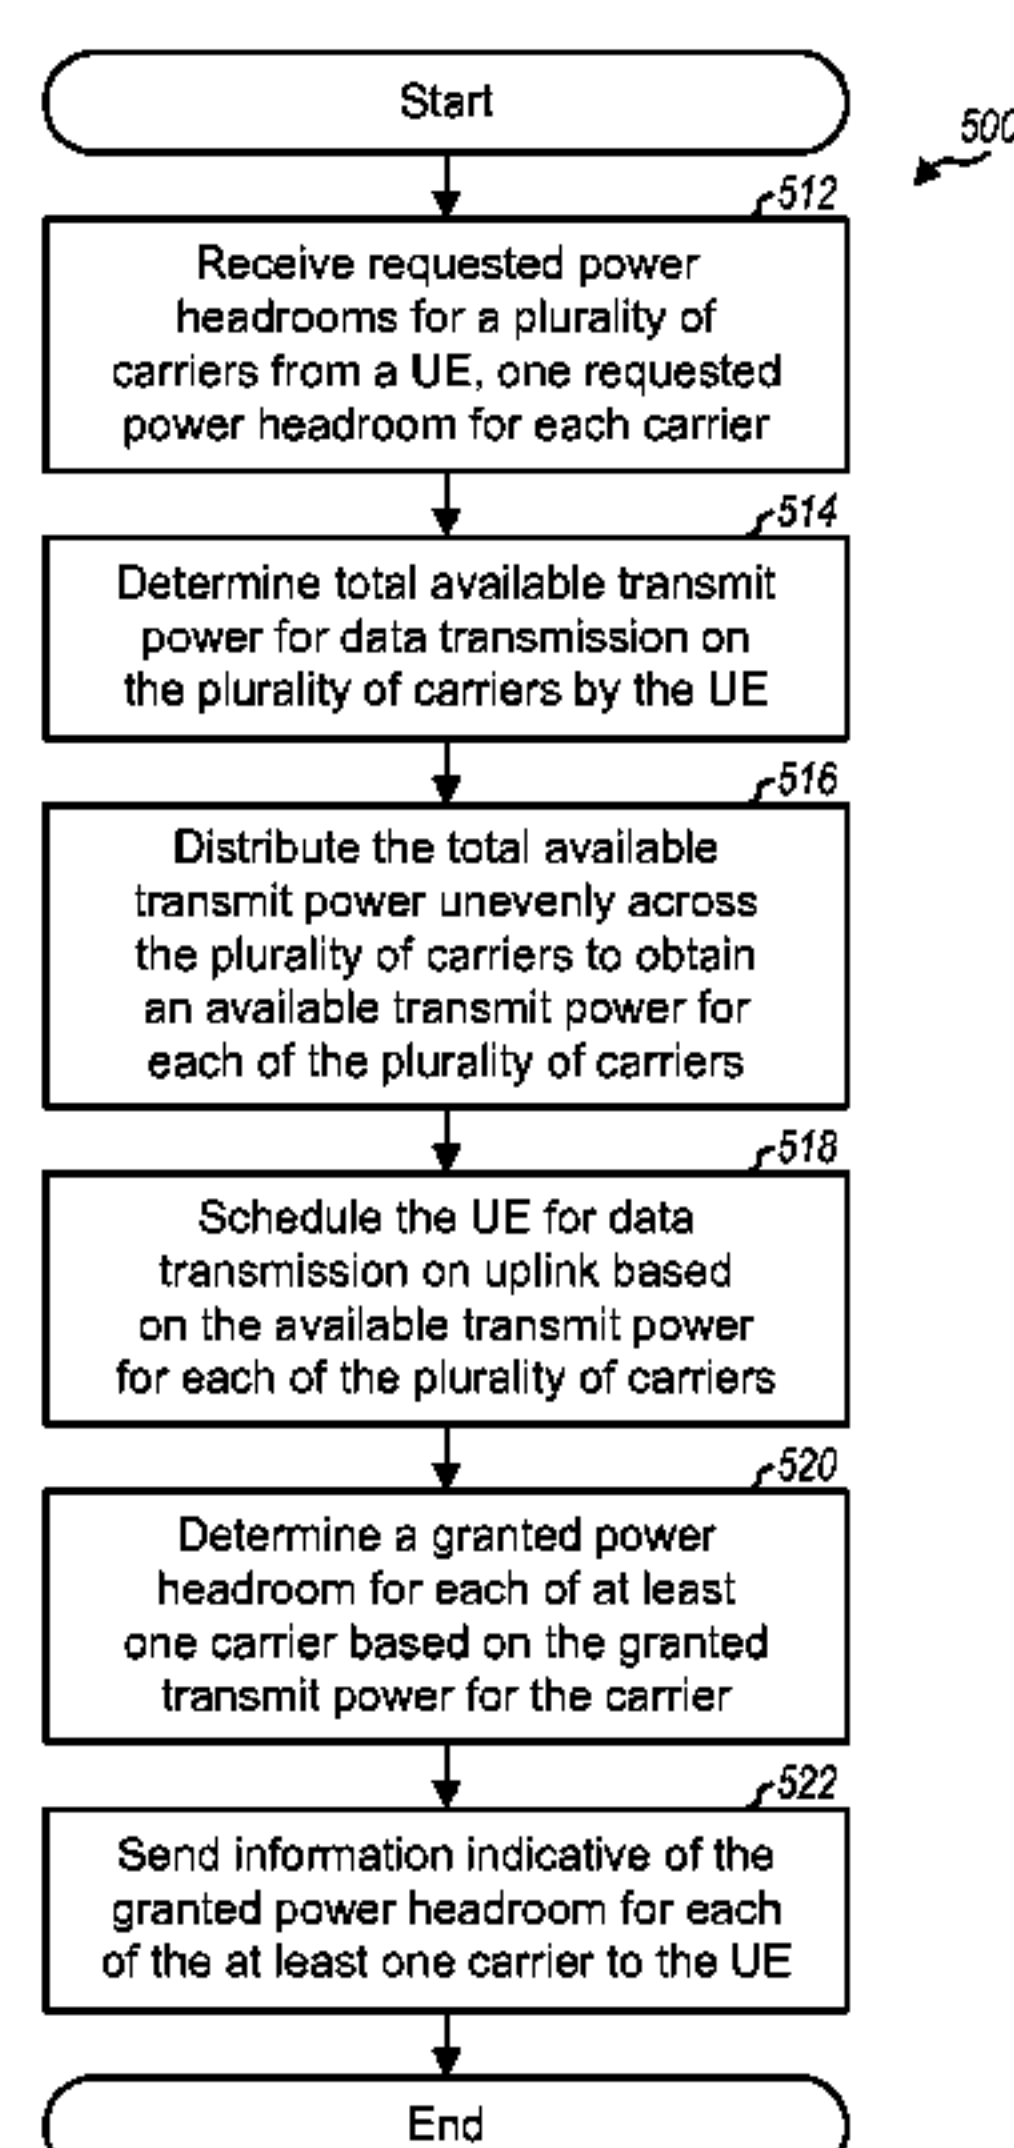 Start
500
512
Receive requested power
headrooms for a plurality of
carriers from a UE, one requested
power headroom for each carrier
514
Determine total available transmit
power for data transmission on
the plurality of carriers by the UE
516
Distribute the total available
transmit power unevenly across
the plurality of carriers to obtain
an available transmit power for
each of the plurality of carriers
518
Schedule the UE for data
transmission on uplink based
on the available transmit power
for each of the plurality of carriers
520
Determine a granted power
headroom for each of at least
one carrier based on the granted
transmit power for the carrier
522
Send information indicative of the
granted power headroom for each
of the at least one carrier to the UE
End